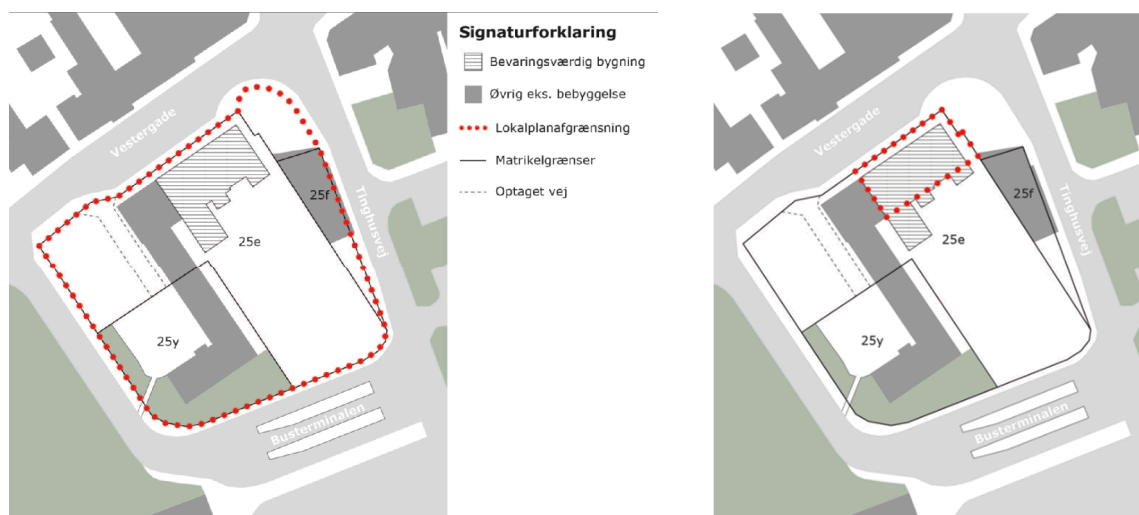 Signaturforklaring
Bevaringsværdig bygning
Øvrig eks. bebyggelse
Lokalplanafgrænsning
Matrikelgrænser
Optaget vej
Vestergade
25f
Tinghusvej
25e
25y
Busterminalen
Vestergade
25f
Tinghusvej
25e
25y
Busterminalen